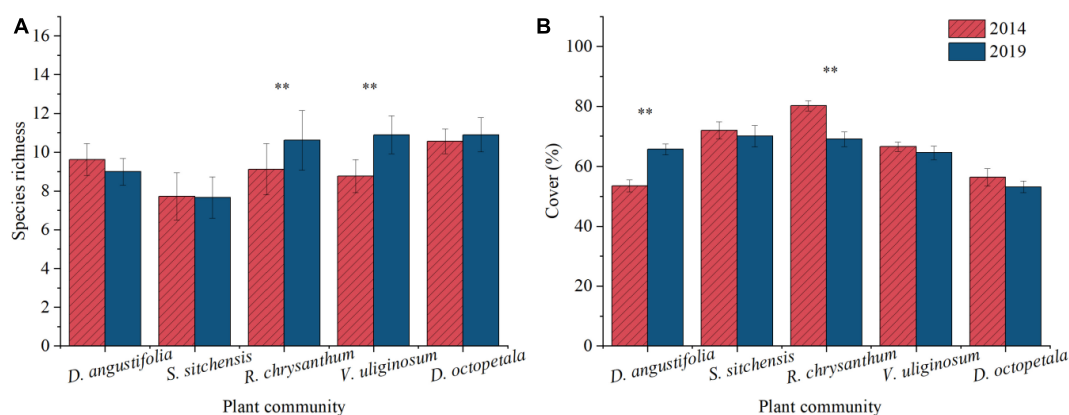 A
Species richness
16
14
12
10
8
6
4
2
0
**
**
D. angustifolia
S. sitchensis
R. chrysanthum
V. uliginosum
D. octopetala
Plant community
B
Cover (%)
100
80
60
40
20
0
2014
2019
**
**
D. angustifolia
S. sitchensis
R. chrysanthum
V. uliginosum
D. octopetala
Plant community